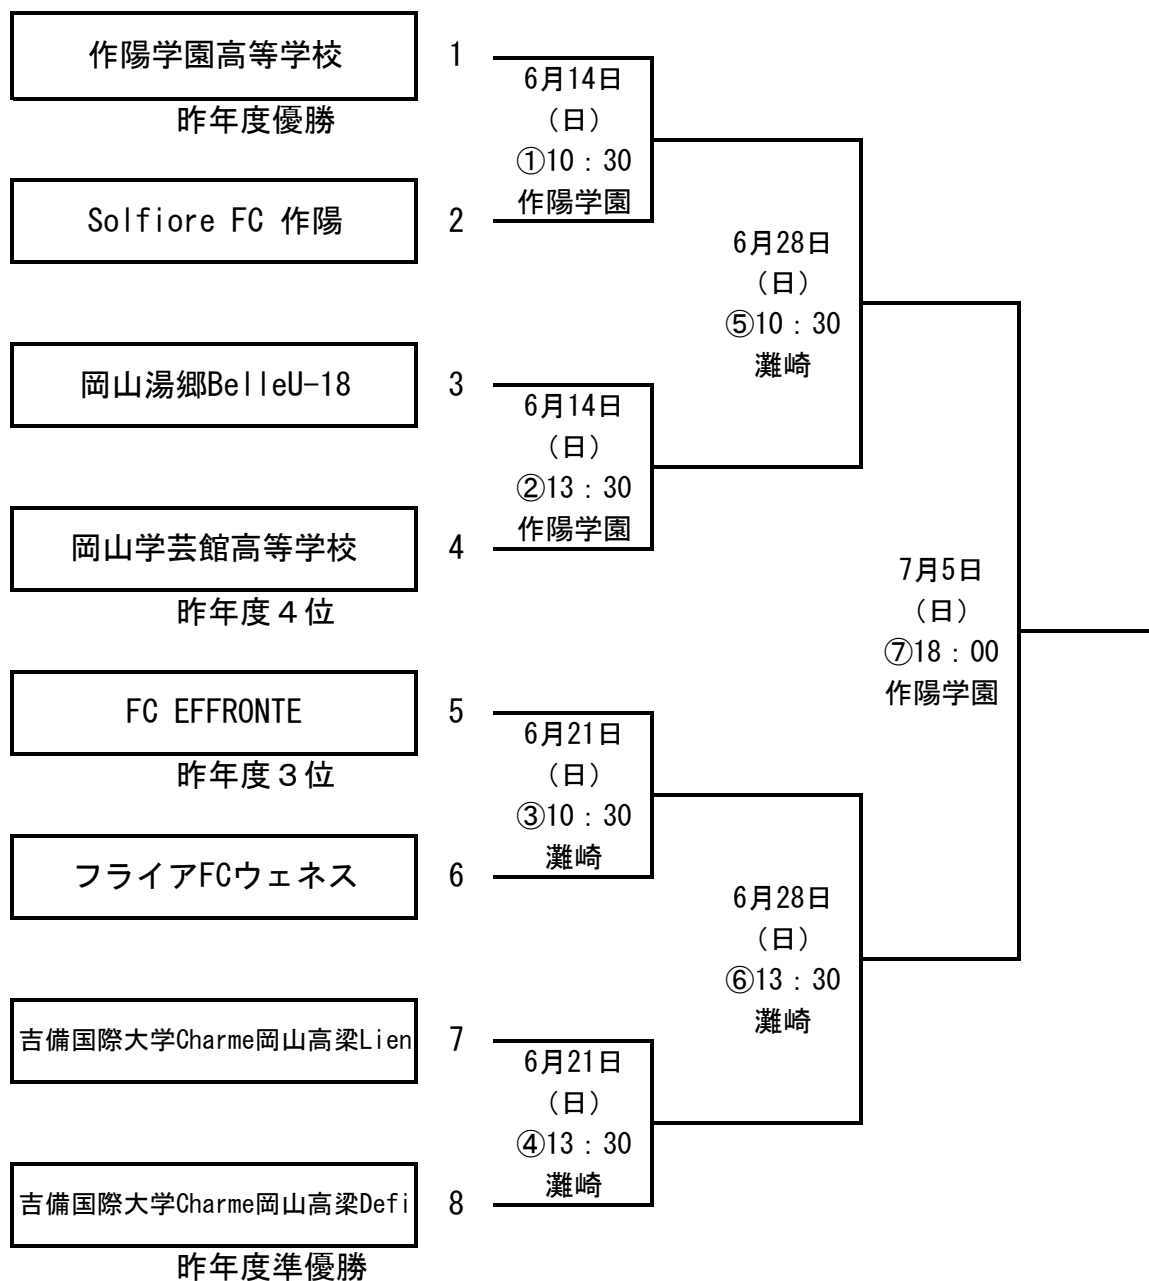 作陽学園高等学校
1
昨年度優勝
6月14日
（日）
①10：30
作陽学園
Solfiore FC 作陽
2
6月28日
（日）
⑤10：30
灘崎
岡山湯郷BelleU-18
3
6月14日
（日）
②13：30
作陽学園
岡山学芸館高等学校
4
昨年度４位
7月5日
（日）
⑦18：00
作陽学園
FC EFFRONTE
5
昨年度３位
6月21日
（日）
③10：30
灘崎
フライアFCウェネス
6
6月28日
（日）
⑥13：30
灘崎
吉備国際大学Charme岡山高梁Lien
7
6月21日
（日）
④13：30
灘崎
吉備国際大学Charme岡山高梁Defi
8
昨年度準優勝